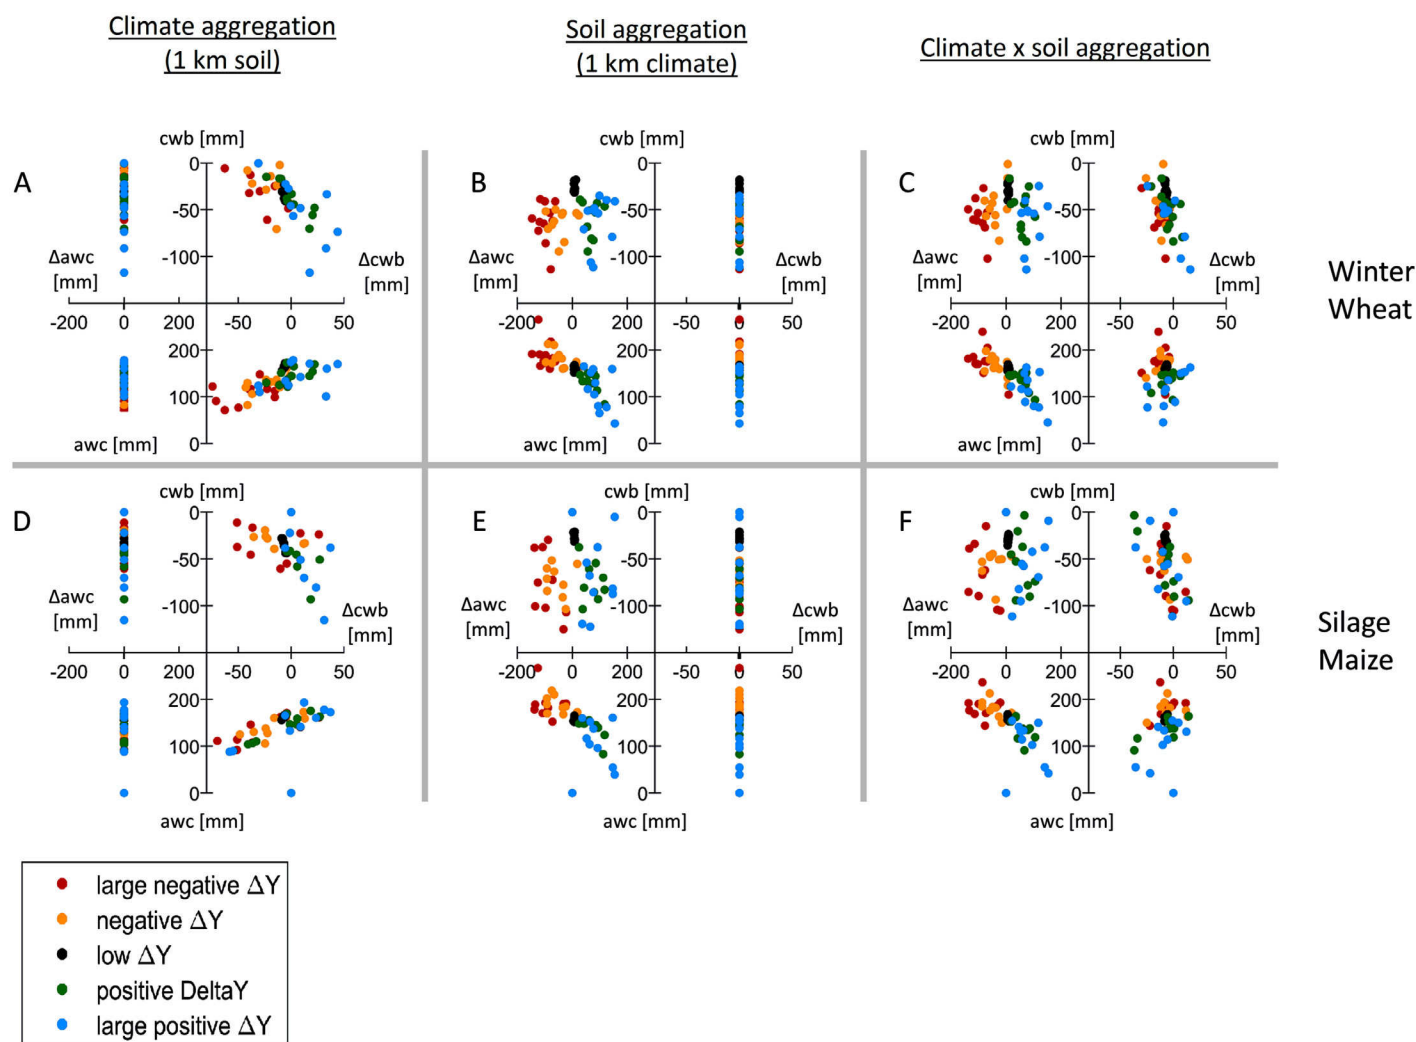 Climate aggregation
(1 km soil)
Soil aggregation
(1 km climate)
Climate x soil aggregation
A
cwb [mm]
0
-50
-100
Δawc
[mm]
Δcwb
[mm]
-200 0 200 -50 0 50
200
100
0
awc [mm]
B
cwb [mm]
0
-50
-100
Δawc
[mm]
Δcwb
[mm]
-200 0 200 -50 0 50
200
100
0
awc [mm]
C
cwb [mm]
0
-50
-100
Δawc
[mm]
Δcwb
[mm]
-200 0 200 -50 0 50
200
100
0
awc [mm]
Winter
Wheat
D
cwb [mm]
0
-50
-100
Δawc
[mm]
Δcwb
[mm]
-200 0 200 -50 0 50
200
100
0
awc [mm]
E
cwb [mm]
0
-50
-100
Δawc
[mm]
Δcwb
[mm]
-200 0 200 -50 0 50
200
100
0
awc [mm]
F
cwb [mm]
0
-50
-100
Δawc
[mm]
Δcwb
[mm]
-200 0 200 -50 0 50
200
100
0
awc [mm]
Silage
Maize
large negative ΔY
negative ΔY
low ΔY
positive DeltaY
large positive ΔY